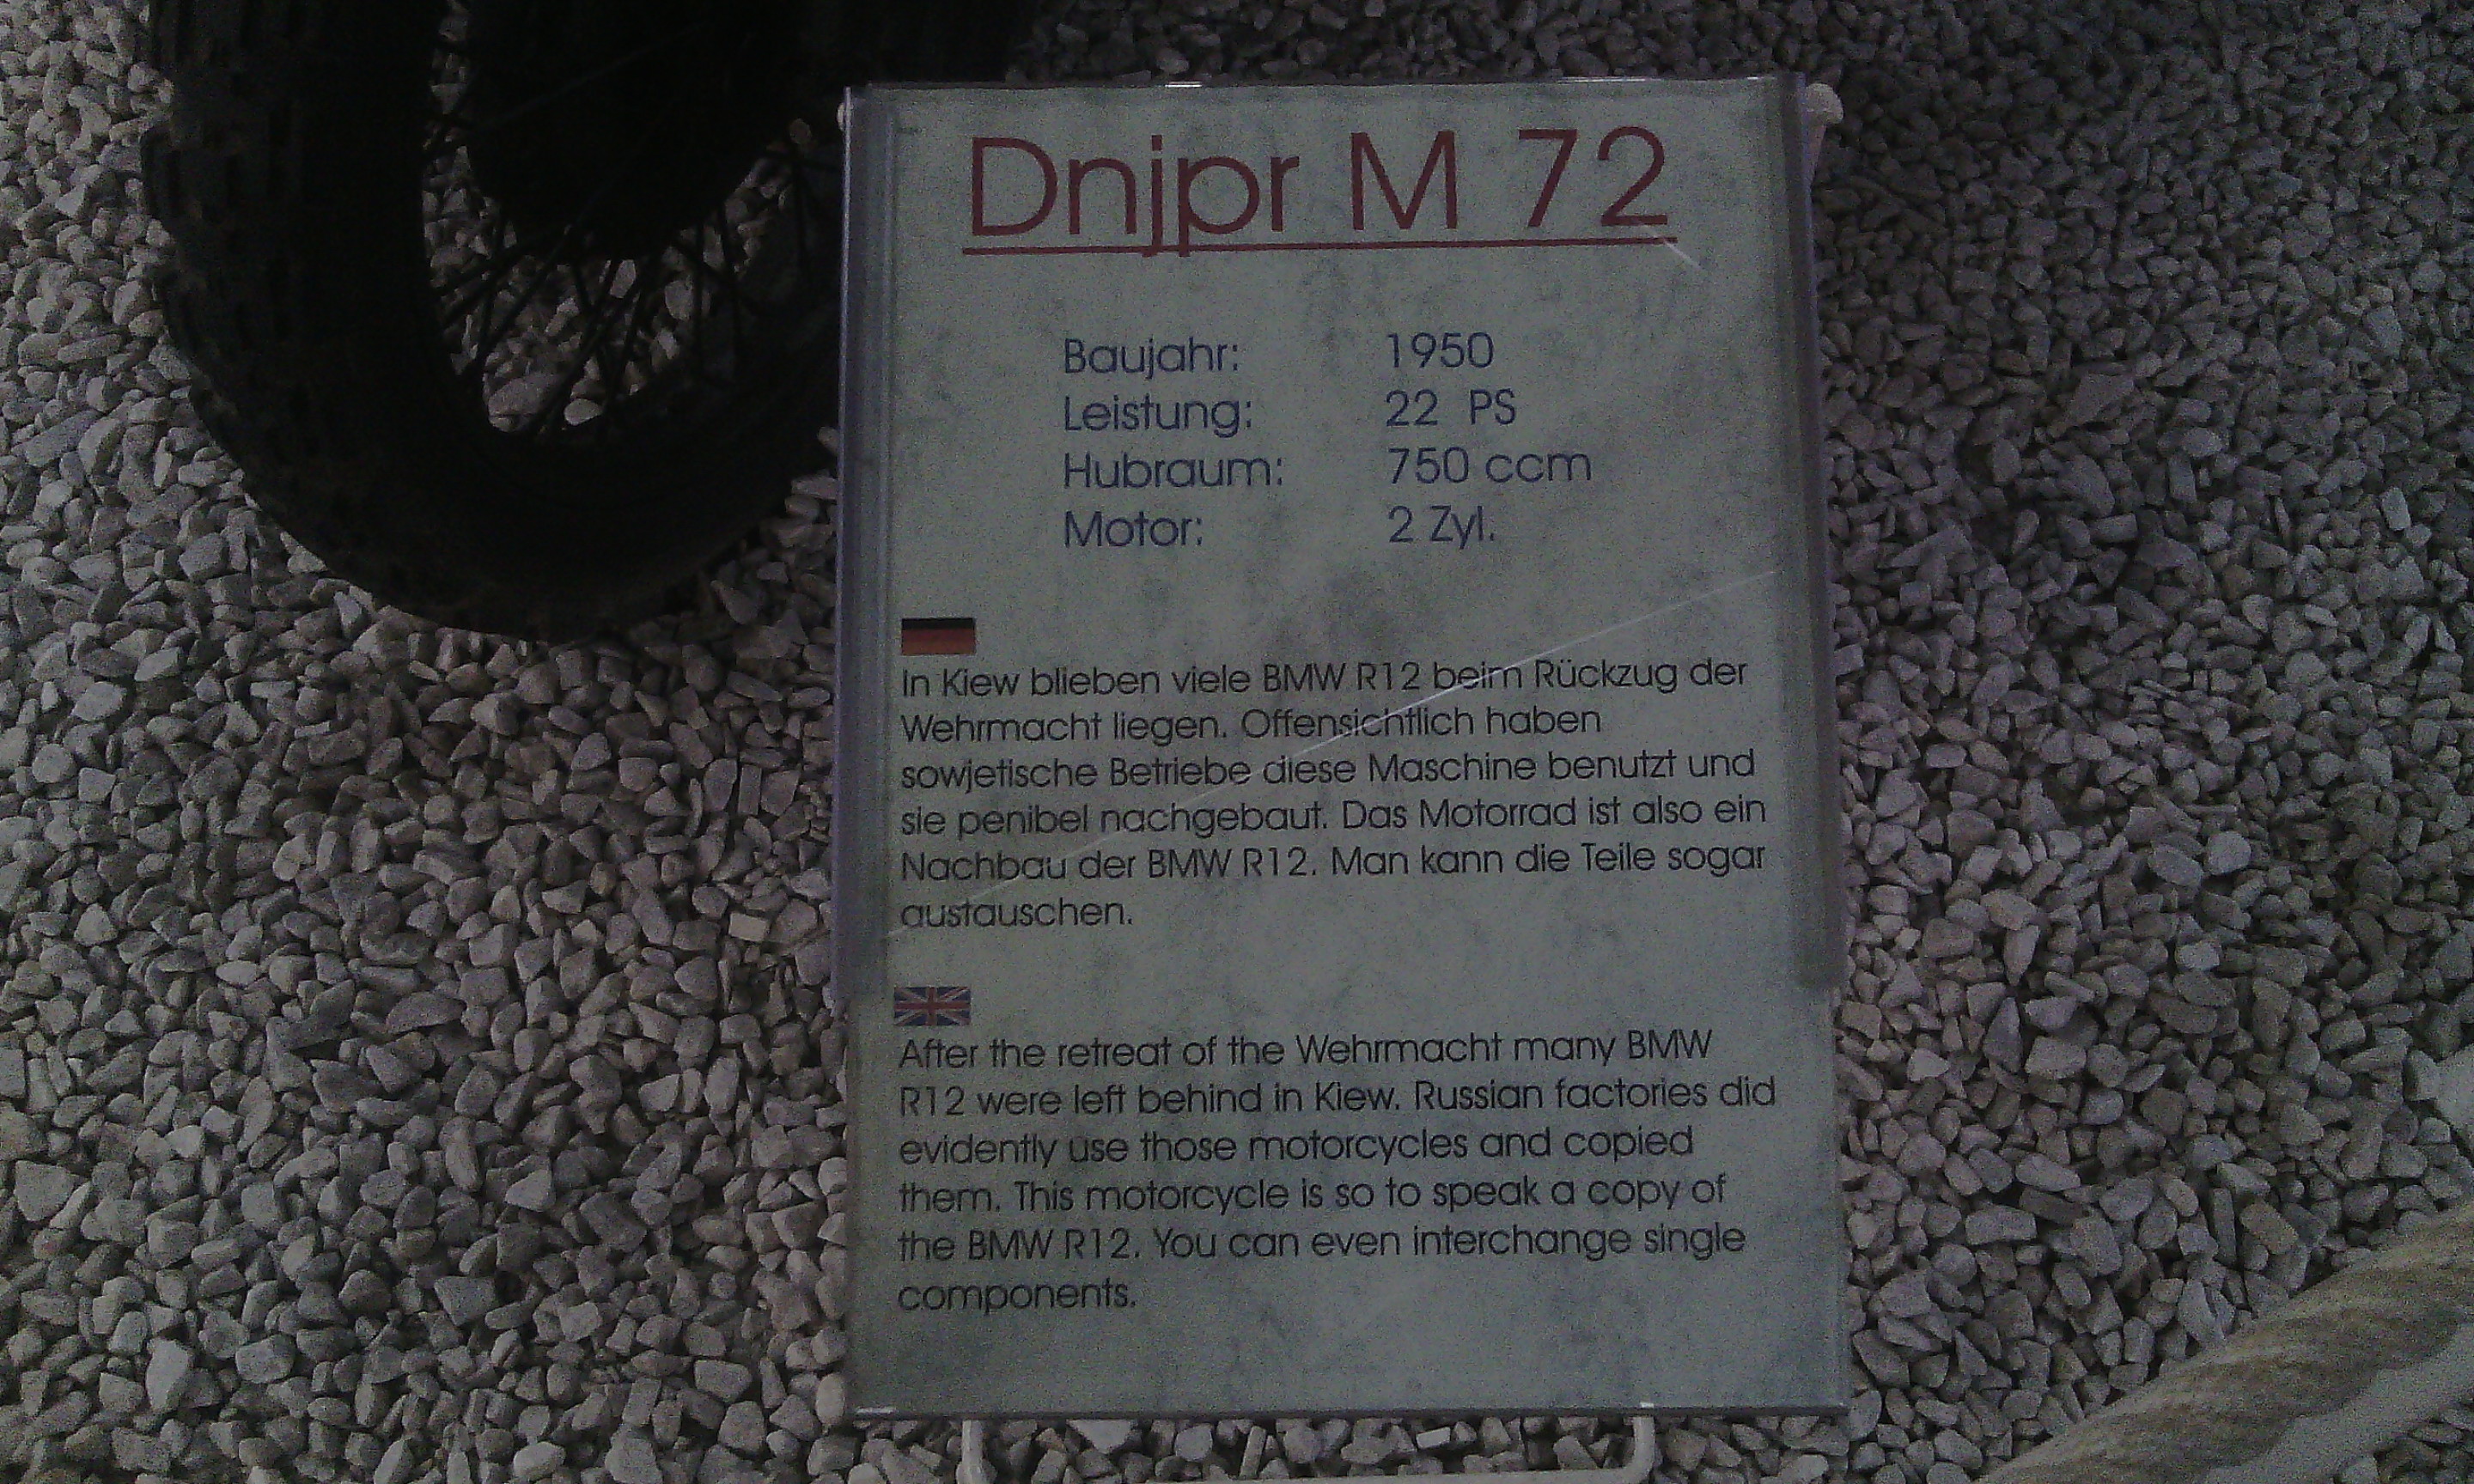 Dnjpr M 72
Baujahr: 1950
Leistung: 22 PS
Hubraum: 750 ccm
Motor: 2 Zyl.
In Kiew blieben viele BMW R12 beim Rückzug der
Wehrmacht liegen. Offensichtlich haben
sowjetische Betriebe diese Maschine benutzt und
sie penibel nachgebaut. Das Motorrad ist also ein
Nachbau der BMW R12. Man kann die Teile sogar
austauschen.
After the retreat of the Wehrmacht many BMW
R12 were left behind in Kiew. Russian factories did
evidently use those motorcycles and copied
them. This motorcycle is so to speak a copy of
the BMW R12. You can even interchange single
components.